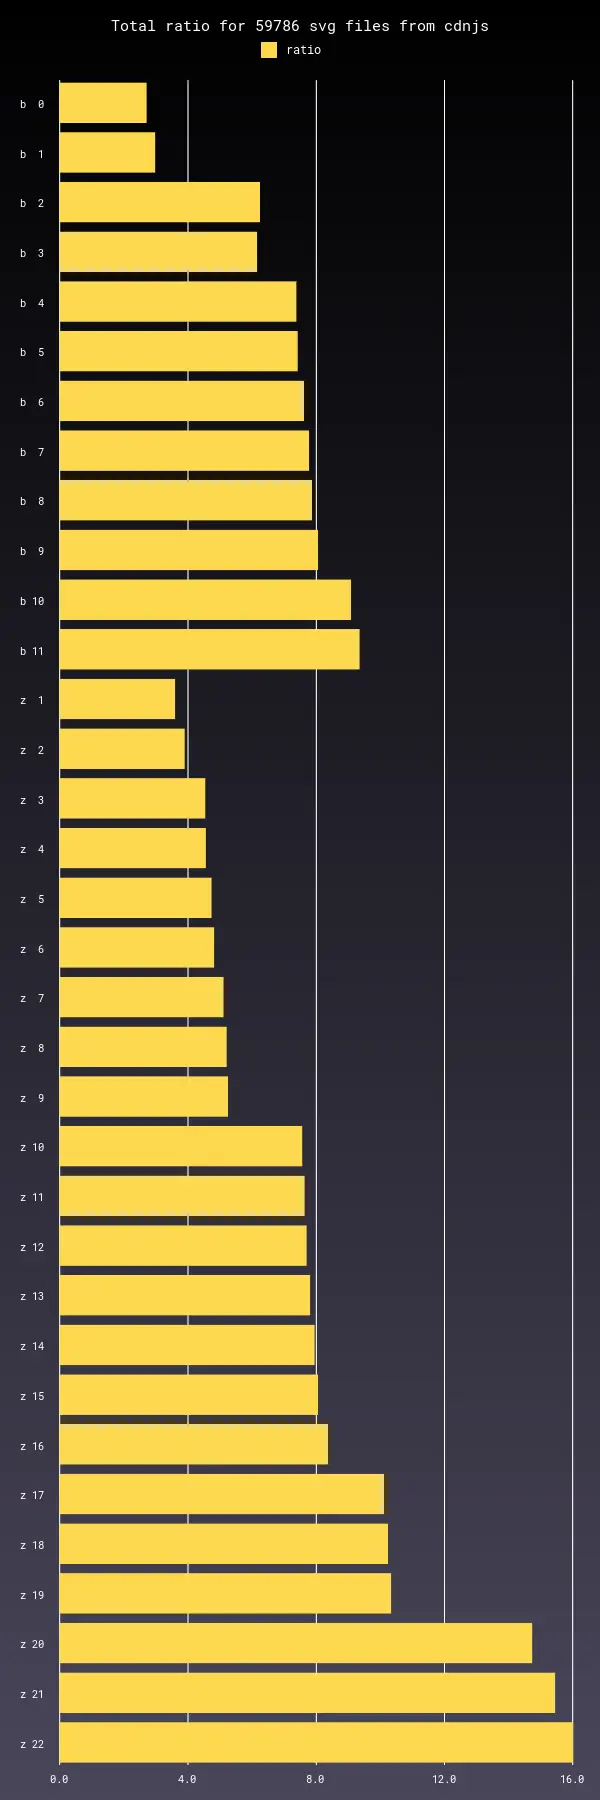 Total ratio for 59786 svg files from cdnjs
ratio
b 0
b 1
b 2
b 3
b 4
b 5
b 6
b 7
b 8
b 9
b 10
b 11
z 1
z 2
z 3
z 4
z 5
z 6
z 7
z 8
z 9
z 10
z 11
z 12
z 13
z 14
z 15
z 16
z 17
z 18
z 19
z 20
z 21
z 22
0.0 4.0 8.0 12.0 16.0